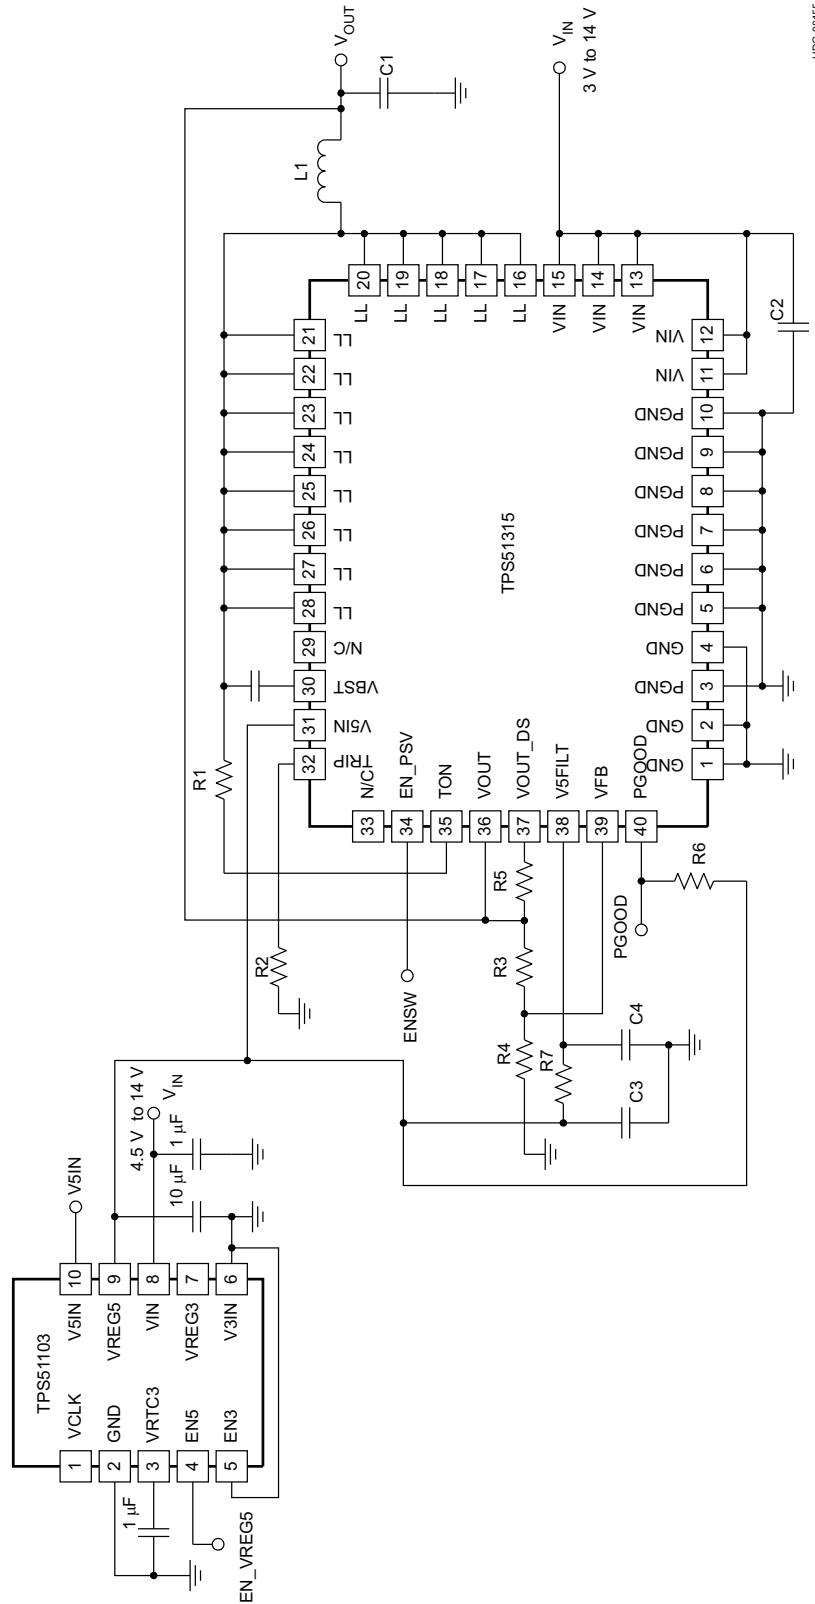 TPS51103
1
VCLK
2
GND
3
VRTC3
4
EN5
5
EN3
V5IN
10
VREG5
9
VIN
8
VREG3
7
V3IN
6
1 μF
EN_VREG5
V5IN
4.5 V to 14 V
VIN
10 μF
1 μF
R1
R2
ENSW
R3
R4
R5
R7
C3
C4
PGOOD
R6
33
N/C
34
EN_PSV
35
TON
36
VOUT
37
VOUT_DS
38
V5FILT
39
VFB
40
PGOOD
32
TRIP
31
V5IN
30
VBST
29
N/C
28
LL
27
LL
26
LL
25
LL
24
LL
23
LL
22
LL
21
LL
TPS51315
1
GND
2
GND
3
PGND
4
GND
5
PGND
6
PGND
7
PGND
8
PGND
9
PGND
10
PGND
11
VIN
12
VIN
LL
20
LL
19
LL
18
LL
17
LL
16
VIN
15
VIN
14
VIN
13
L1
VOUT
C1
VIN
3 V to 14 V
C2